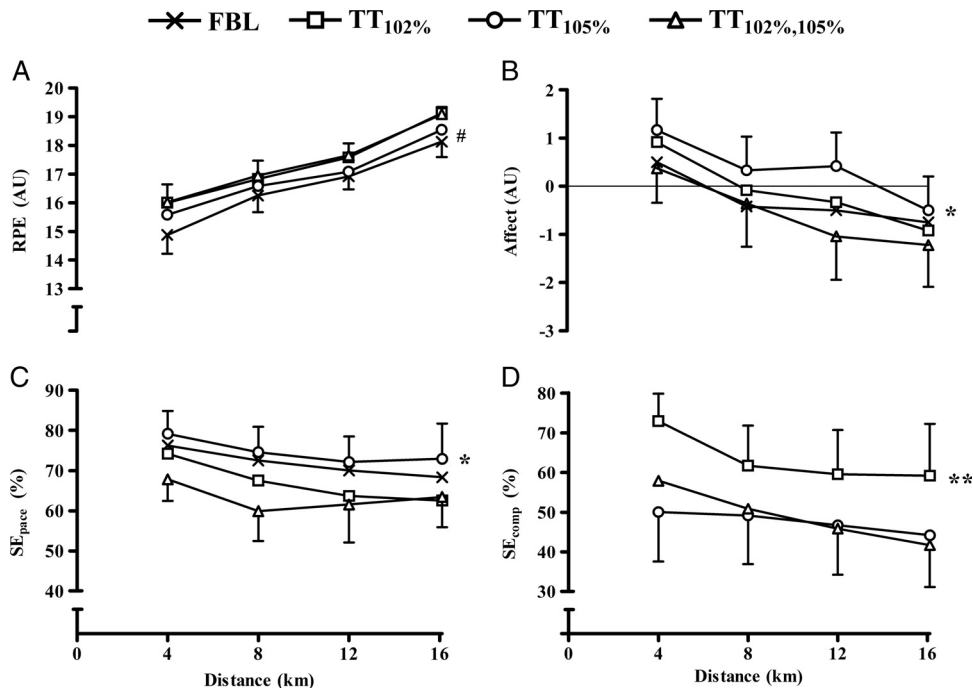 FBL TT102% TT105% TT102%,105%
A
20
19
18
17
16
15
14
13
RPE (AU)
#
B
2
1
0
-1
-2
-3
Affect (AU)
*
C
90
80
70
60
50
40
SEpace (%)
*
0 4 8 12 16
Distance (km)
D
80
70
60
50
40
30
SEcomp (%)
**
0 4 8 12 16
Distance (km)